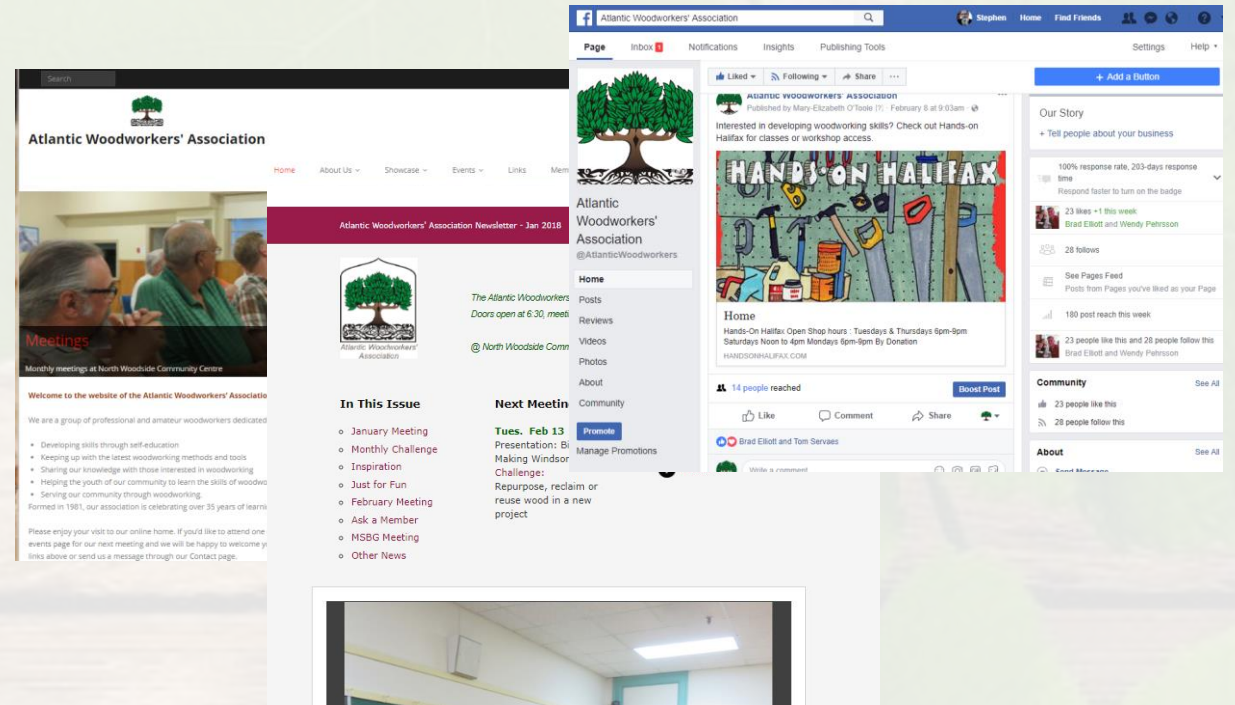 Search
Atlantic Woodworkers' Association
Meetings
Monthly meetings at North Woodside Community Centre
Welcome to the website of the Atlantic Woodworkers'
We are a group of professional and amateur woodworkers dedicated
Developing skills through self-education
Keeping up with the latest woodworking methods and tools
Sharing our knowledge with those interested in woodworking
Helping the youth of our community to learn the skills of
Serving our community through woodworking.
Formed in 1981, our association is celebrating over 35 years of
Please enjoy your visit to our online home. If you'd like to attend one
events page for our next meeting and we will be happy to welcome
links above or send us a message through our Contact page.
Home About Us Showcase Events Links
Atlantic Woodworkers' Association Newsletter - Jan 2018
Atlantic Woodworkers'
Association
The Atlantic Woodworkers
Doors open at 6:30,
@ North Woodside
In This Issue
January Meeting
Monthly Challenge
Inspiration
Just for Fun
February Meeting
Ask a Member
MSBG Meeting
Other News
Next
Tues. Feb 13
Presentation:
Making Windsor
Challenge:
Repurpose, reclaim or
reuse wood in a new
project
Atlantic Woodworkers' Association Stephen Home Find Friends
Page Inbox 1 Notifications Insights Publishing Tools Settings Help
Atlantic
Woodworkers'
Association
@AtlanticWoodworkers
Home
Posts
Reviews
Videos
Photos
About
Community
Promote
Manage Promotions
Liked Following Share ...
Atlantic Woodworkers' Association
Published by Mary-Elizabeth O'Toole [?] · February 8 at 9:03am ·
Interested in developing woodworking skills? Check out Hands-on
Halifax for classes or workshop access.
HANDS·ON HALIFAX
Home
Hands-On Halifax Open Shop hours : Tuesdays & Thursdays 6pm-9pm
Saturdays Noon to 4pm Mondays 6pm-9pm By Donation
HANDSONHALIFAX.COM
14 people reached Boost Post
Like Comment Share
Brad Elliott and Tom Servaes
Write a comment
+ Add a Button
Our Story
+ Tell people about your business
100% response rate, 203-days response
time
Respond faster to turn on the badge
23 likes +1 this week
Brad Elliott and Wendy Pehrsson
28 follows
See Pages Feed
Posts from Pages you've liked as your Page
180 post reach this week
23 people like this and 28 people follow this
Brad Elliott and Wendy Pehrsson
Community See All
23 people like this
28 people follow this
About See All
Send Message